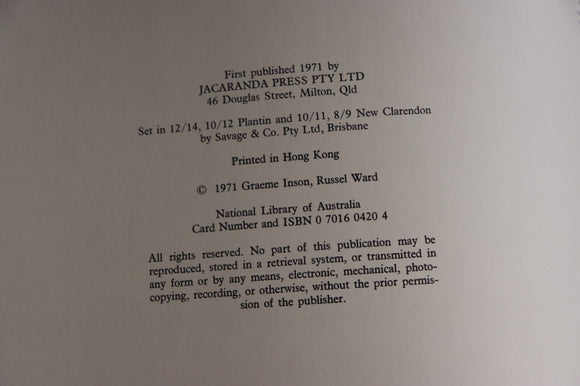 First published 1971 by
JACARANDA PRESS PTY LTD
46 Douglas Street, Milton, Qld
Set in 12/14, 10/12 Plantin and 10/11, 8/9 New Clarendon
by Savage & Co. Pty Ltd, Brisbane
Printed in Hong Kong
© 1971 Graeme Inson, Russel Ward
National Library of Australia
Card Number and ISBN 0 7016 0420 4
All rights reserved. No part of this publication may be
reproduced, stored in a retrieval system, or transmitted in
any form or by any means, electronic, mechanical, photo-
copying, recording, or otherwise, without the prior permis-
sion of the publisher.